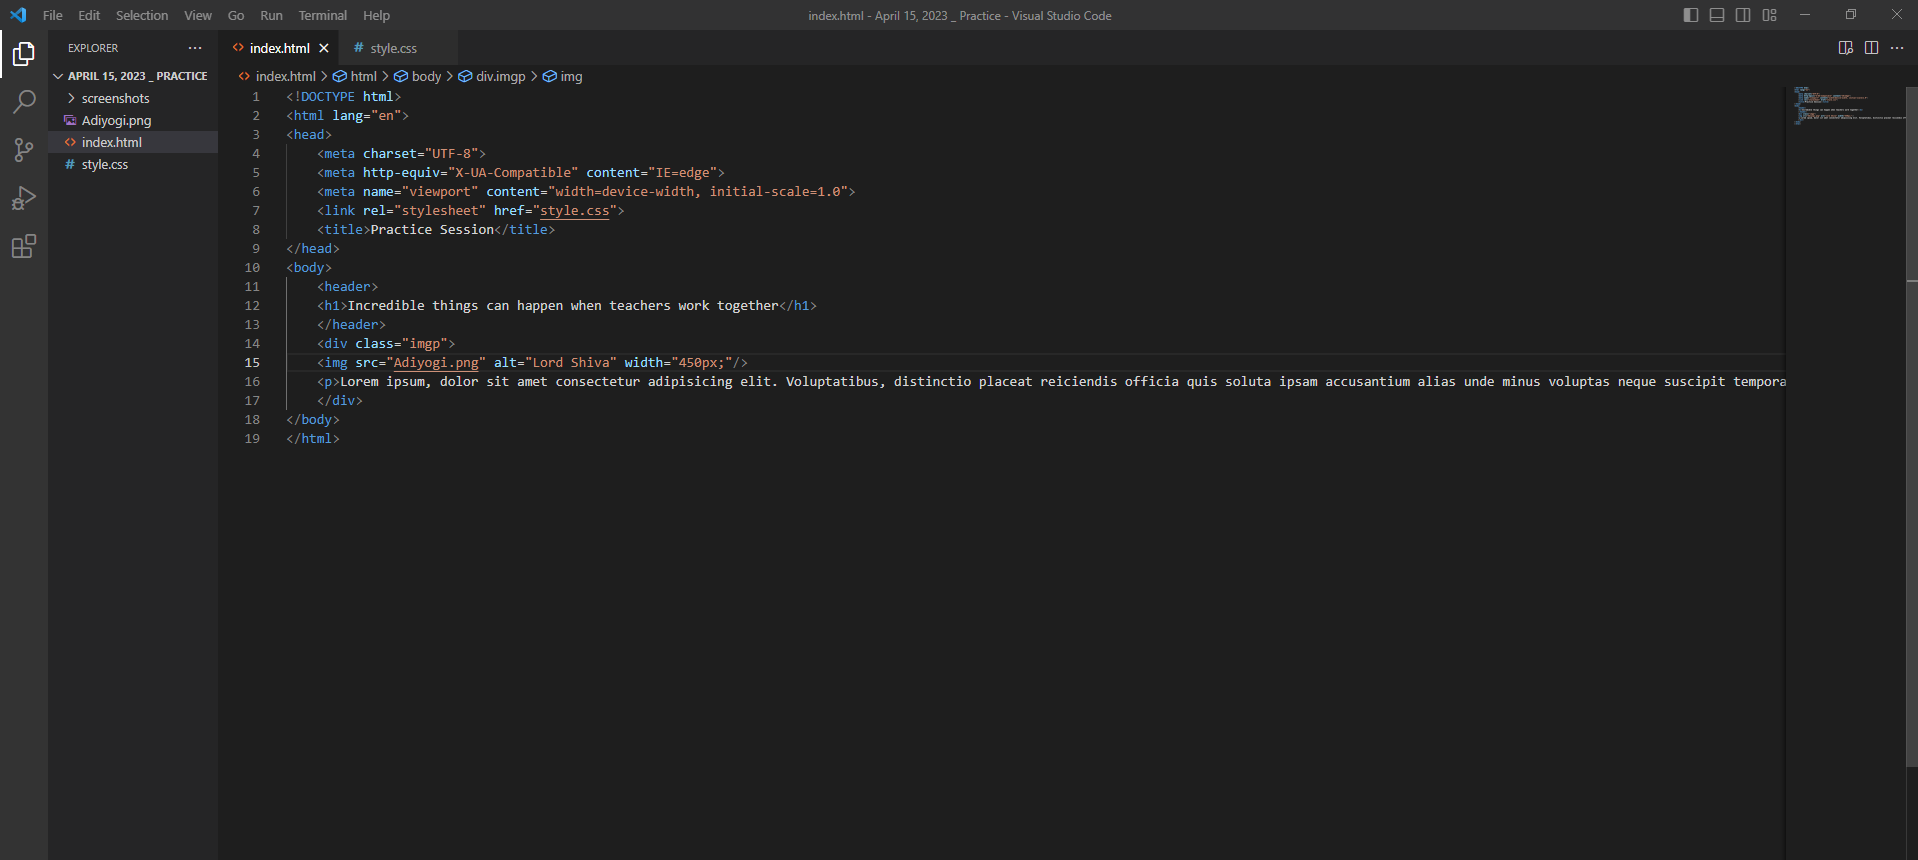 File Edit Selection View Go Run Terminal Help
index.html - April 15, 2023 _ Practice - Visual Studio Code
EXPLORER
APRIL 15, 2023 _ PRACTICE
screenshots
Adiyogi.png
index.html
style.css
index.html style.css
index.html > html > body > div.imgp > img
1 <!DOCTYPE html>
2 <html lang="en">
3 <head>
4 <meta charset="UTF-8">
5 <meta http-equiv="X-UA-Compatible" content="IE=edge">
6 <meta name="viewport" content="width=device-width, initial-scale=1.0">
7 <link rel="stylesheet" href="style.css">
8 <title>Practice Session</title>
9 </head>
10 <body>
11 <header>
12 <h1>Incredible things can happen when teachers work together</h1>
13 </header>
14 <div class="imgp">
15 <img src="Adiyogi.png" alt="Lord Shiva" width="450px;"/>
16 <p>Lorem ipsum, dolor sit amet consectetur adipisicing elit. Voluptatibus, distinctio placeat reiciendis officia quis soluta ipsam accusantium alias unde minus voluptas neque suscipit tempora
17 </div>
18 </body>
19 </html>